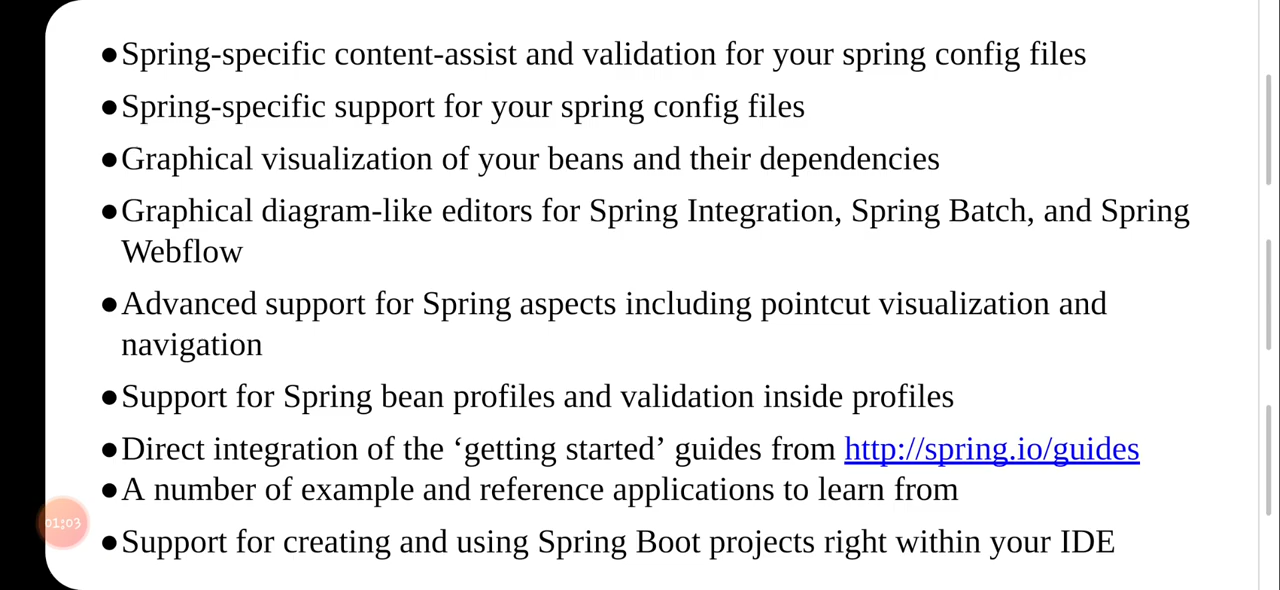 ●Spring-specific content-assist and validation for your spring config files
●Spring-specific support for your spring config files
●Graphical visualization of your beans and their dependencies
●Graphical diagram-like editors for Spring Integration, Spring Batch, and Spring
Webflow
●Advanced support for Spring aspects including pointcut visualization and
navigation
●Support for Spring bean profiles and validation inside profiles
●Direct integration of the ‘getting started’ guides from http://spring.io/guides
●A number of example and reference applications to learn from
01:03
●Support for creating and using Spring Boot projects right within your IDE